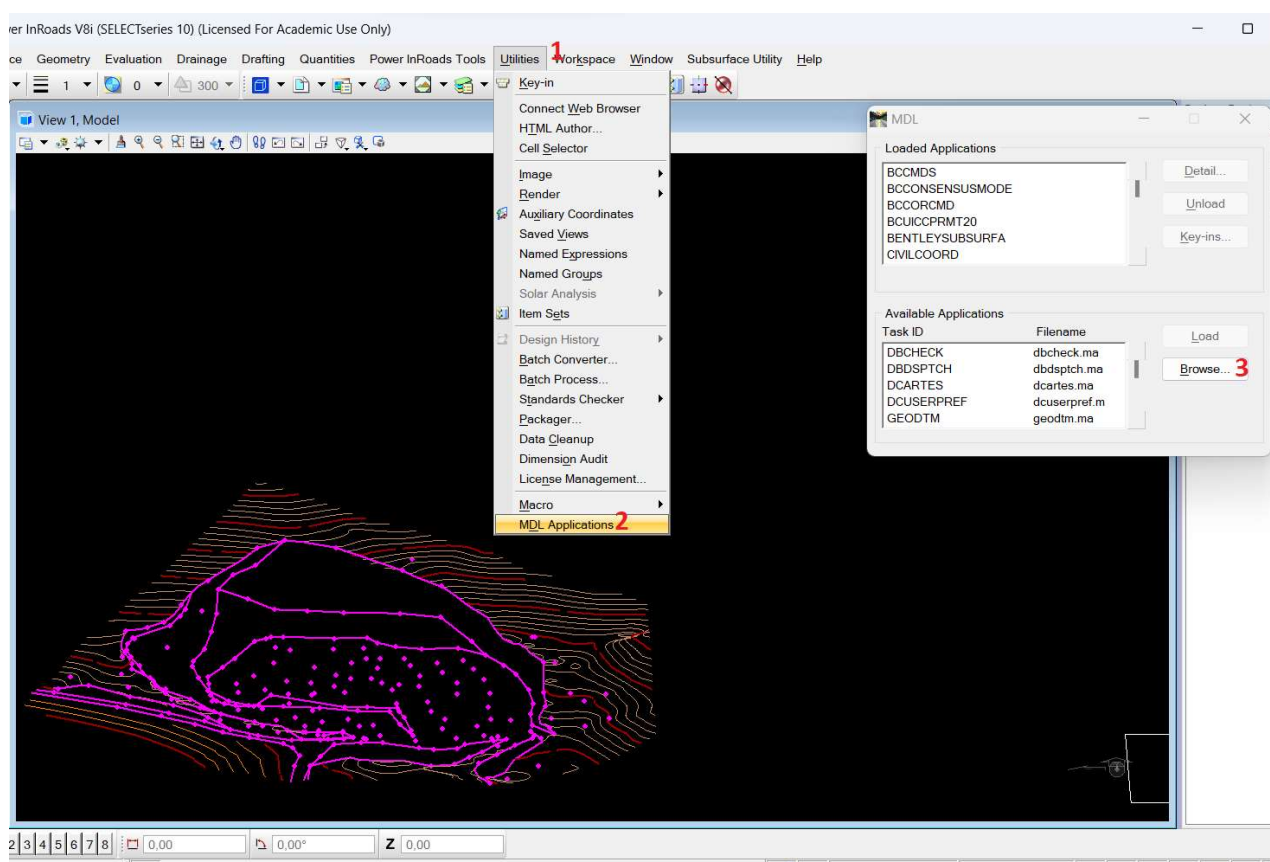 ver InRoads V8i (SELECTseries 10) (Licensed For Academic Use Only)
ce Geometry Evaluation Drainage Drafting Quantities Power InRoads Tools Utilities 1 Workspace Window Subsurface Utility Help
1 0 300
View 1, Model
Key-in
Connect Web Browser
HTML Author...
Cell Selector
Image
Render
Auxiliary Coordinates
Saved Views
Named Expressions
Named Groups
Solar Analysis
Item Sets
Design History
Batch Converter...
Batch Process...
Standards Checker
Packager...
Data Cleanup
Dimension Audit
License Management...
Macro
MDL Applications 2
MDL
Loaded Applications
BCCMDS
BCCONSENSUSMODE
BCCORCMD
BCUICCPRMT20
BENTLEYSUBSURFA
CIVILCOORD
Detail...
Unload
Key-ins...
Available Applications
Task ID Filename
DBCHECK dbcheck.ma
DBDSPTCH dbdsptch.ma
DCARTES dcartes.ma
DCUSERPREF dcuserpref.m
GEODTM geodtm.ma
Load
Browse... 3
2 3 4 5 6 7 8 0,00 0,00° Z 0,00